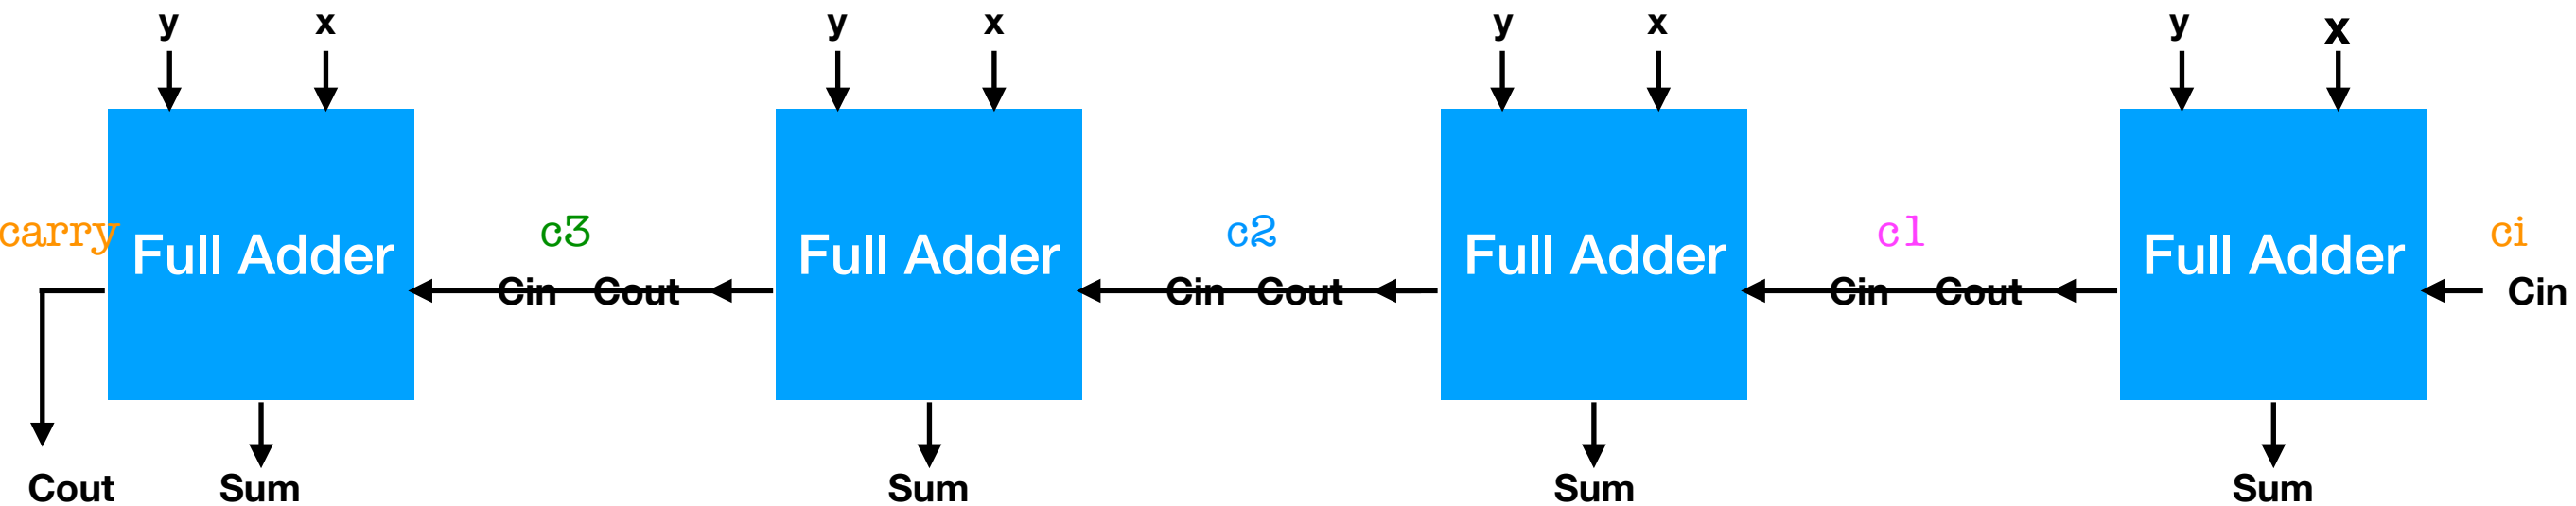 y x y x y x y x
carry Full Adder c3 Full Adder c2 Full Adder c1 Full Adder ci
Cin Cout Cin Cout Cin Cout Cin
Cout Sum Sum Sum Sum